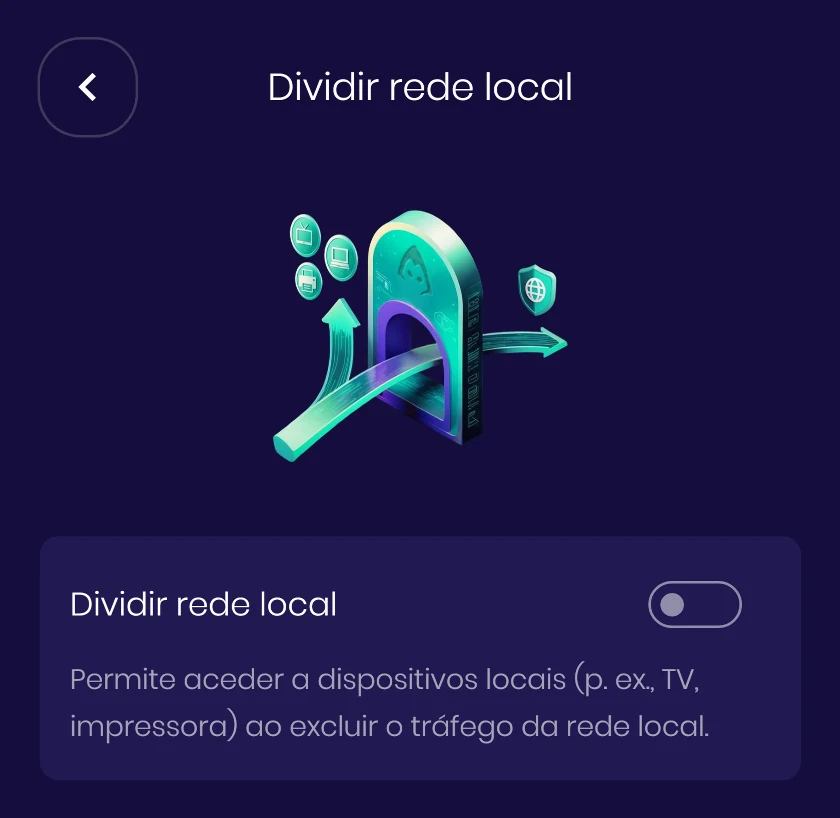 Dividir rede local
Dividir rede local
Permite aceder a dispositivos locais (p. ex., TV,
impressora) ao excluir o tráfego da rede local.